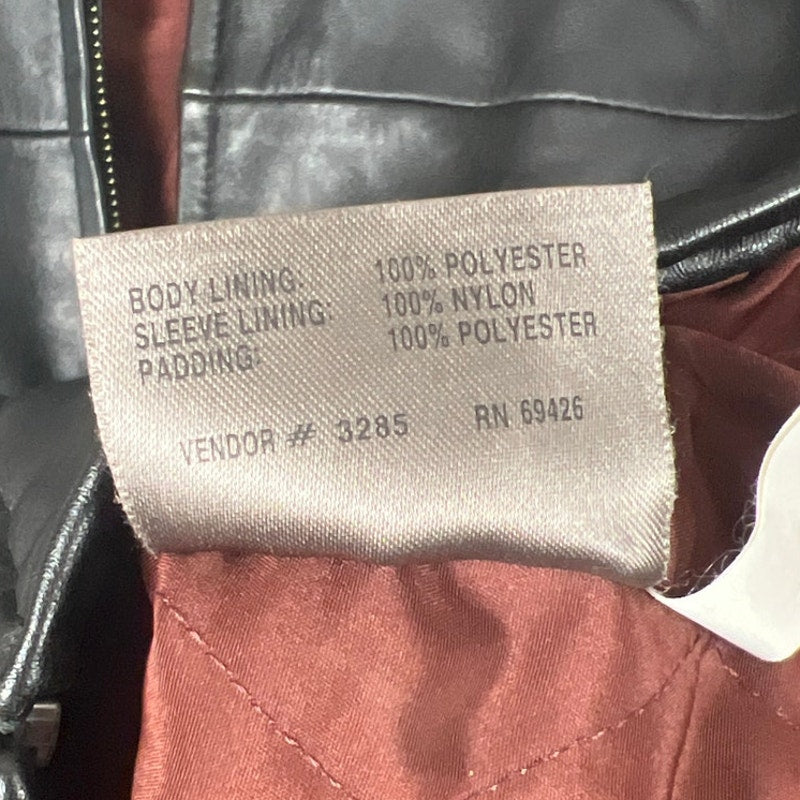 BODY LINING: 100% POLYESTER
SLEEVE LINING: 100% NYLON
PADDING: 100% POLYESTER
VENDOR # 3285 RN 69426